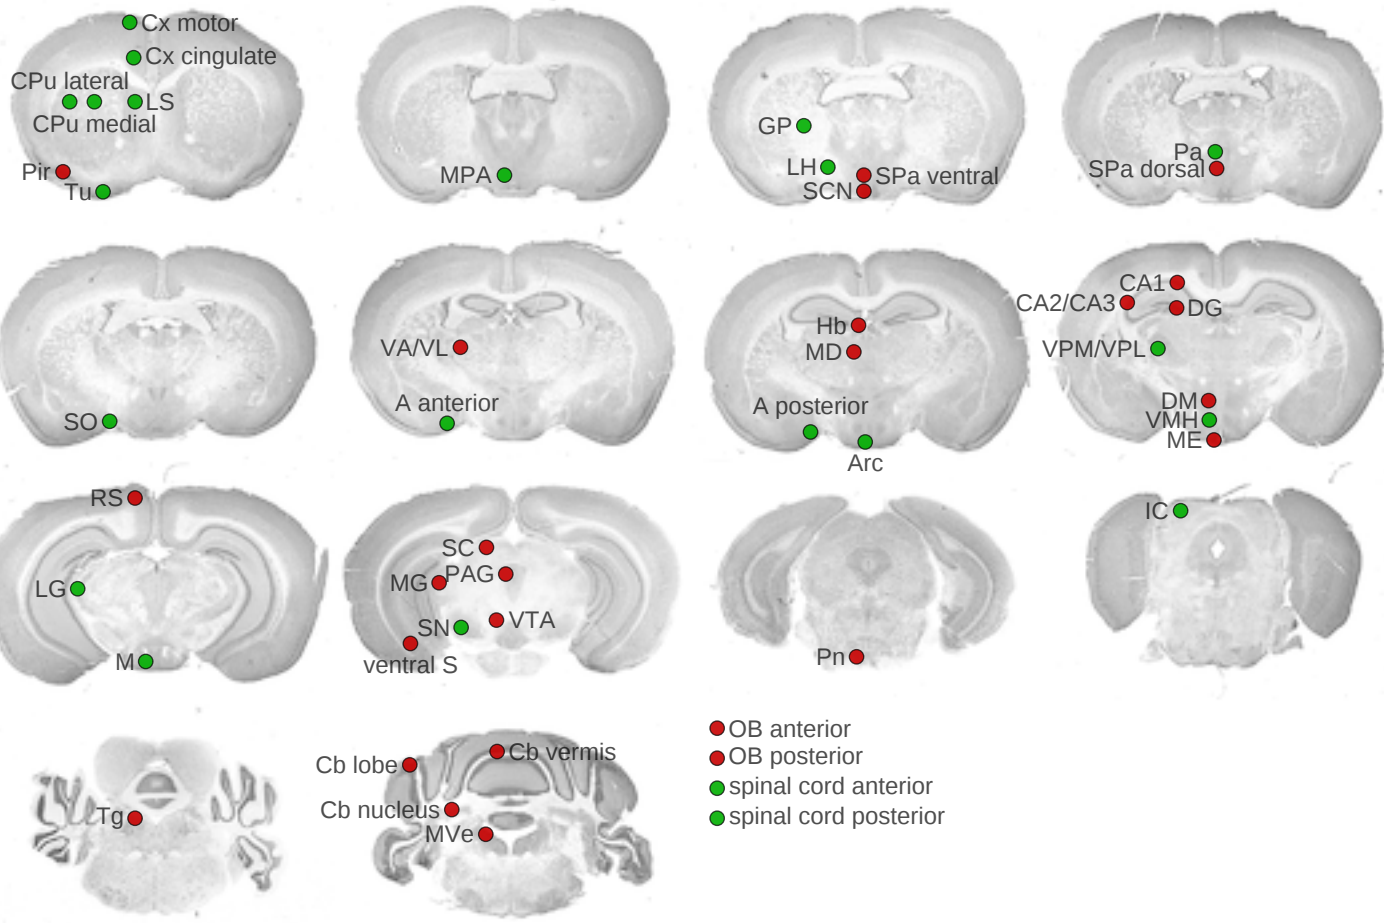 Cx motor
Cx cingulate
CPu lateral
LS
CPu medial
Pir
Tu
MPA
GP
LH
SPa ventral
SCN
Pa
SPa dorsal
SO
VA/VL
A anterior
Hb
MD
A posterior
Arc
CA1
CA2/CA3
DG
VPM/VPL
DM
VMH
ME
RS
LG
M
SC
MG
PAG
SN
VTA
ventral S
Pn
IC
Tg
Cb lobe
Cb vermis
Cb nucleus
MVe
OB anterior
OB posterior
spinal cord anterior
spinal cord posterior